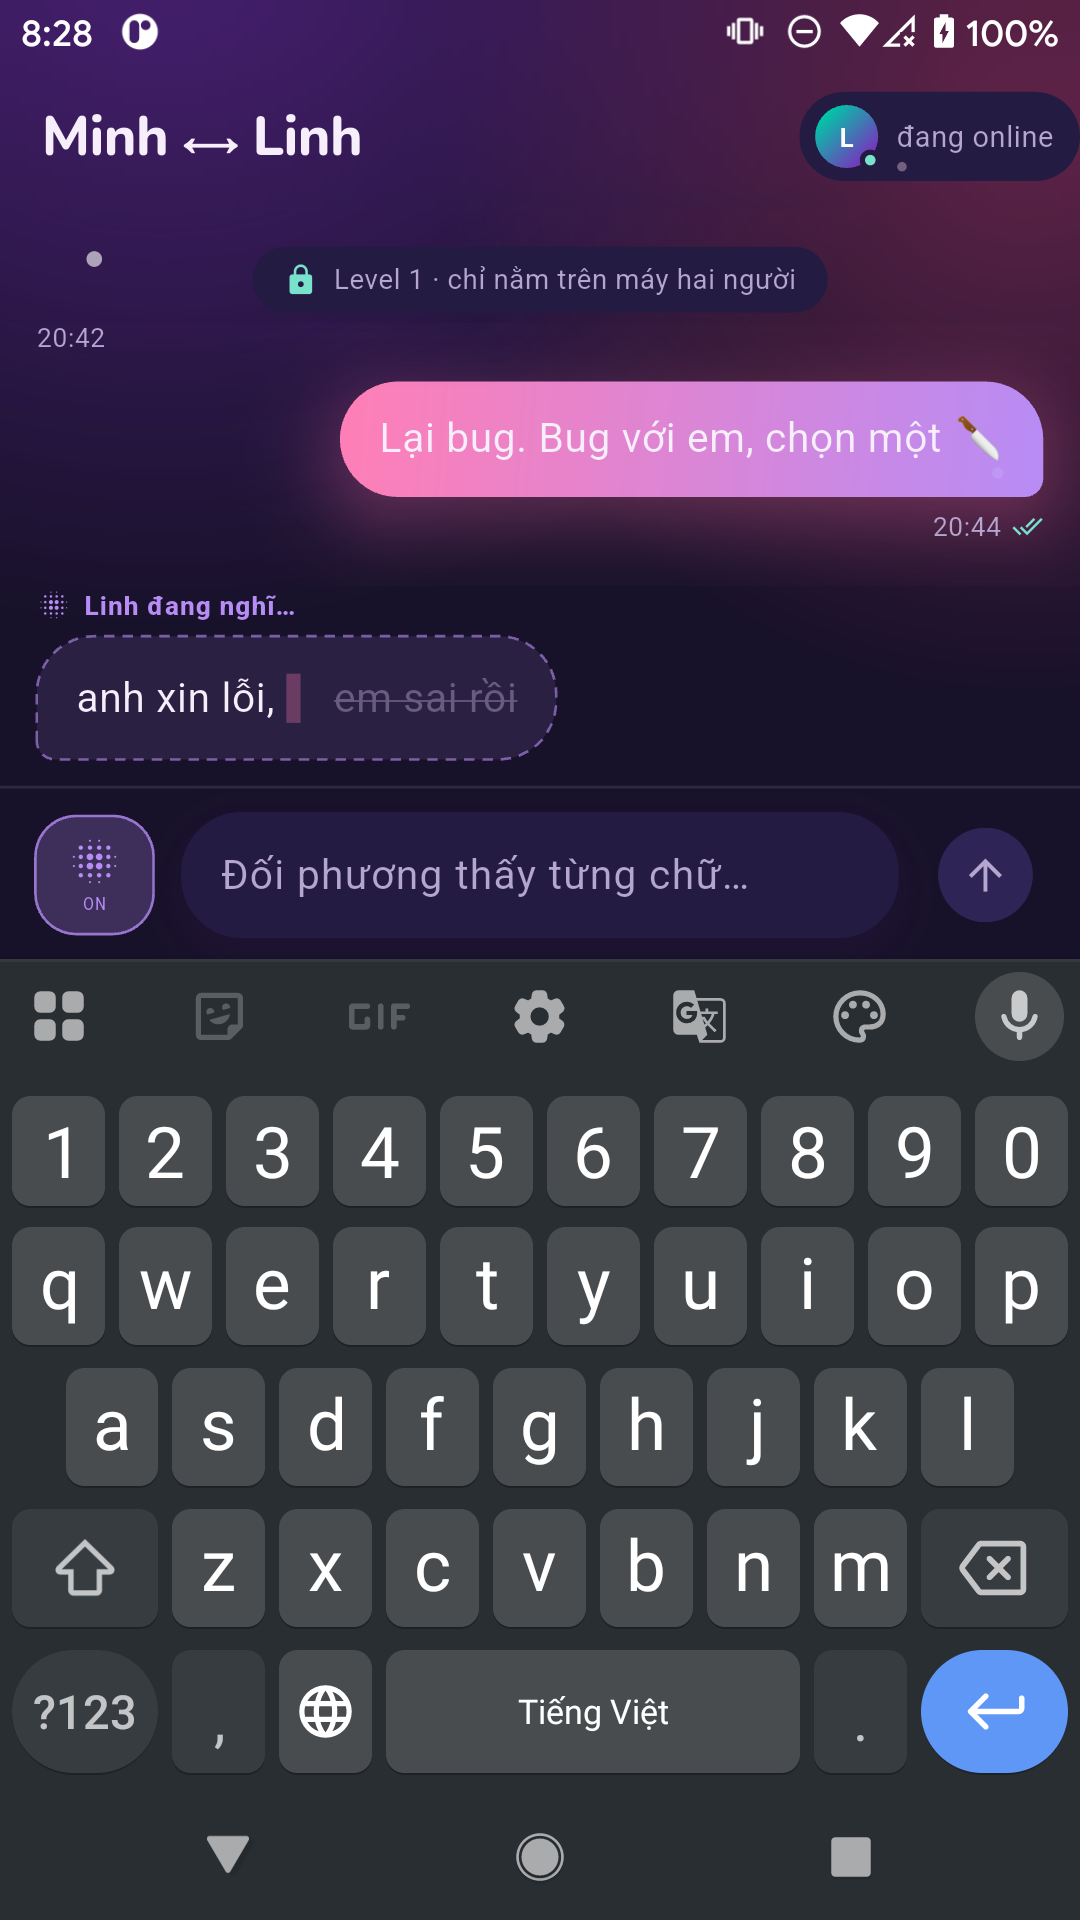 8:28
100%
Minh ⟷ Linh
L
đang online
Level 1 · chỉ nằm trên máy hai người
20:42
Lại bug. Bug với em, chọn một 🔪
20:44
Linh đang nghĩ...
anh xin lỗi, em sai rồi
ON
Đối phương thấy từng chữ...
GIF
G 文
1 2 3 4 5 6 7 8 9 0
q w e r t y u i o p
a s d f g h j k l
z x c v b n m
?123 , Tiếng Việt .